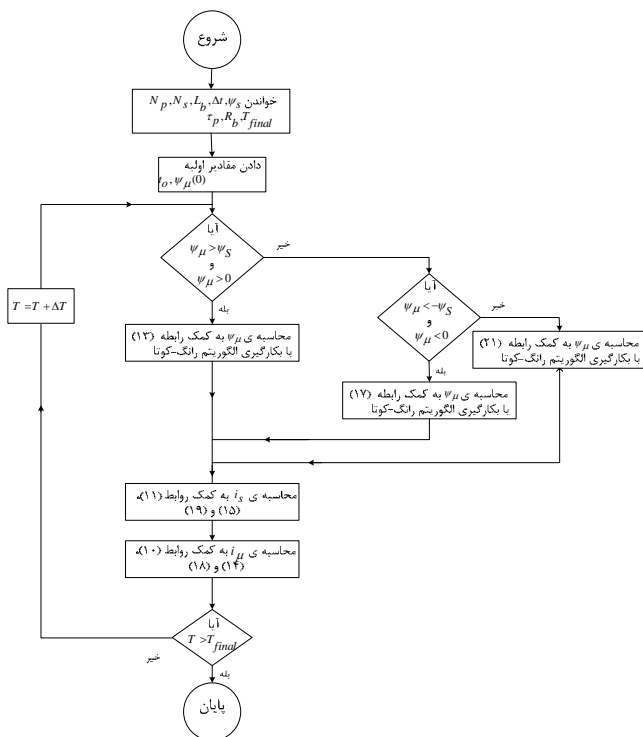 شروع
خواندن N_p, N_s, L_b, Δt, ψ_s
τ_p, R_b, T_final
دادن مقادیر اولیه
t_o, ψ_μ(0)
آیا
ψ_μ > ψ_S
و
ψ_μ > 0
خیر
بله
آیا
ψ_μ < −ψ_S
و
ψ_μ < 0
خیر
بله
T = T + ΔT
محاسبه ی ψ_μ به کمک رابطه (۱۳)
با بکارگیری الگوریتم رانگ-کوتا
محاسبه ی ψ_μ به کمک رابطه (۲۱)
با بکارگیری الگوریتم رانگ-کوتا
محاسبه ی ψ_μ به کمک رابطه (۱۷)
با بکارگیری الگوریتم رانگ-کوتا
محاسبه ی i_s به کمک روابط (۱۱)،
(۱۵) و (۱۹)
محاسبه ی i_μ به کمک روابط (۱۰)،
(۱۴) و (۱۸)
آیا
T > T_final
خیر
بله
پایان